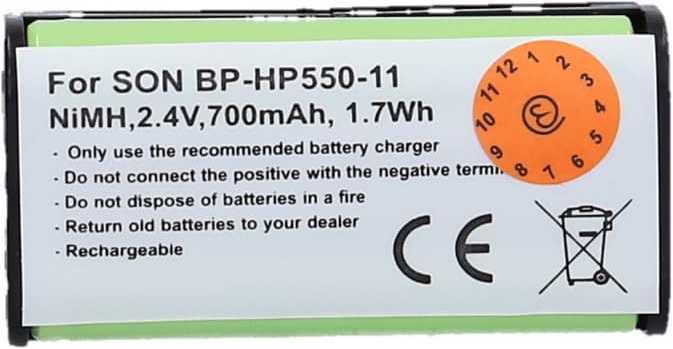 For SON BP-HP550-11
NiMH,2.4V,700mAh, 1.7Wh
- Only use the recommended battery charger
- Do not connect the positive with the negative
- Do not dispose of batteries in a fire
- Return old batteries to your dealer
- Rechargeable
CE
12 1 2 3 4 5 6 7 8 9 10 11